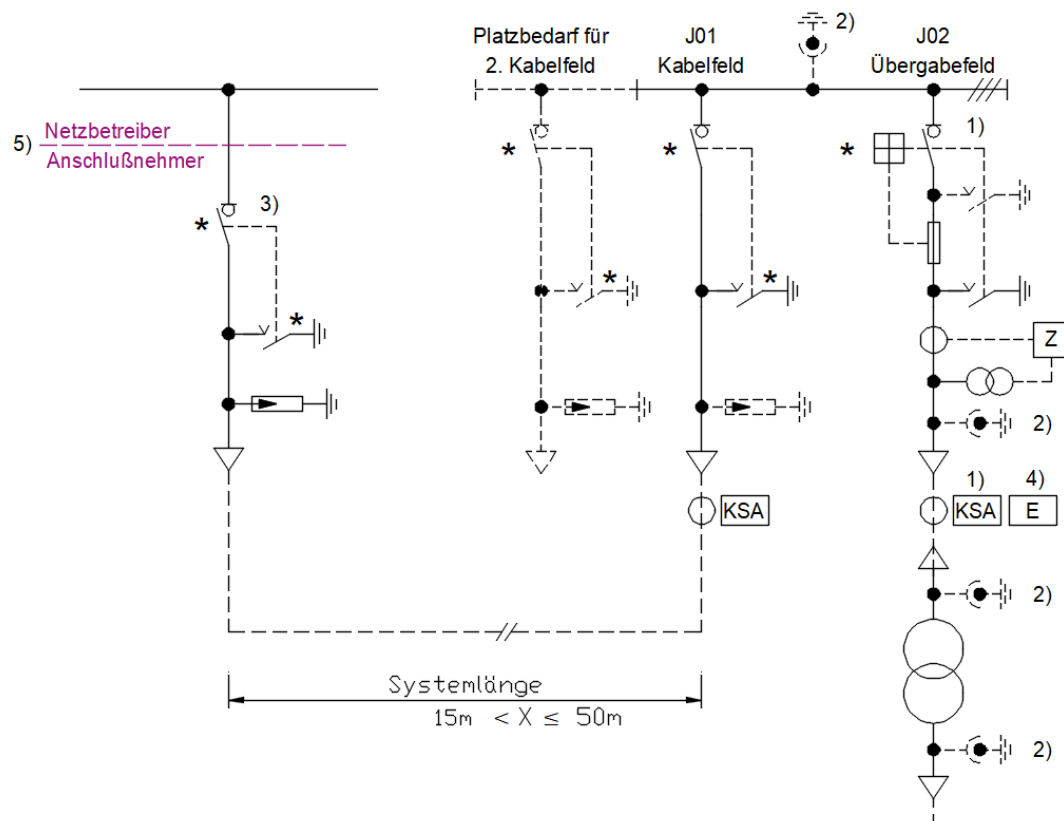 Platzbedarf für
2. Kabelfeld
J01
Kabelfeld
2)
J02
Übergabefeld
5)
Netzbetreiber
Anschlußnehmer
3)
*
*
*
*
*
*
*
1)
Z
2)
KSA
1)
KSA
4)
E
2)
Systemlänge
15m < X ≤ 50m
2)